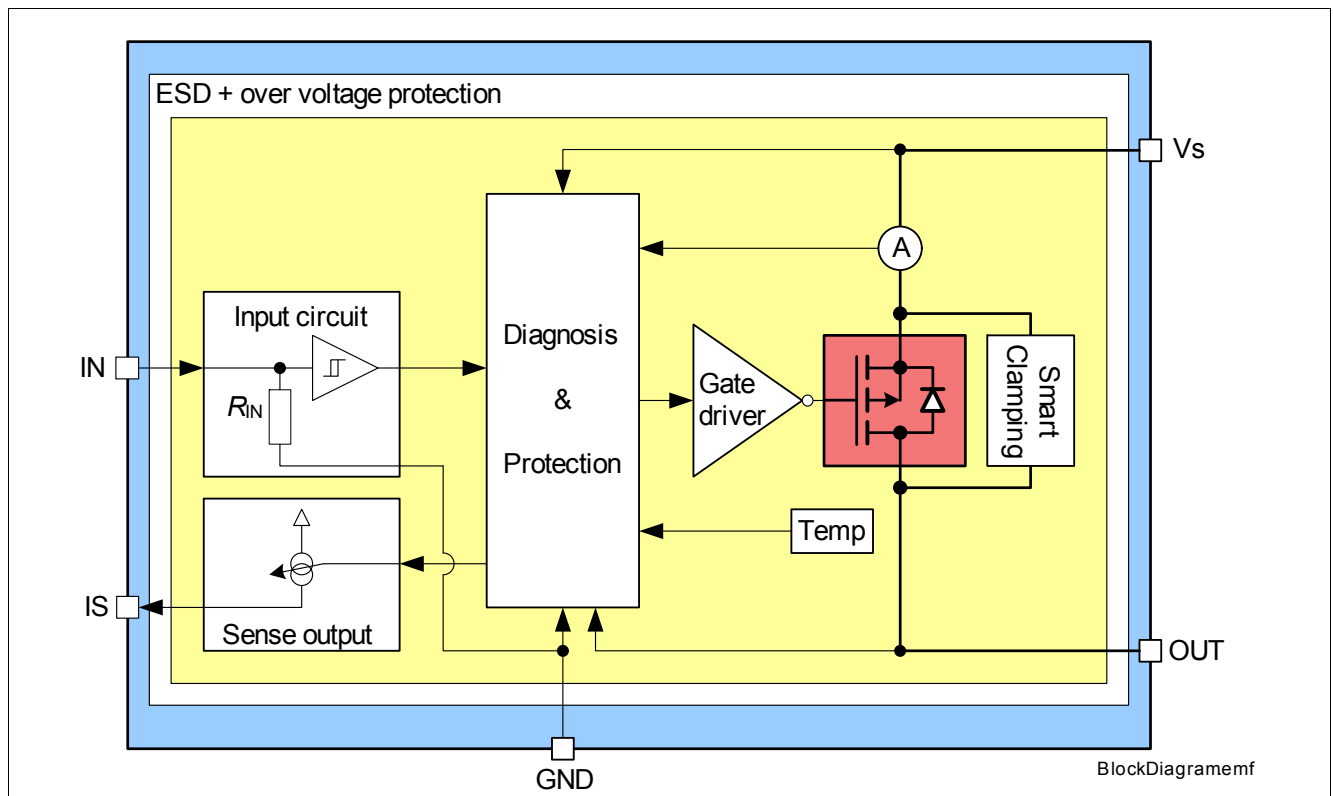 ESD + over voltage protection
Vs
A
Input circuit
IN
R_IN
Diagnosis
&
Protection
Gate
driver
Smart
Clamping
Temp
IS
Sense output
OUT
GND
BlockDiagramemf